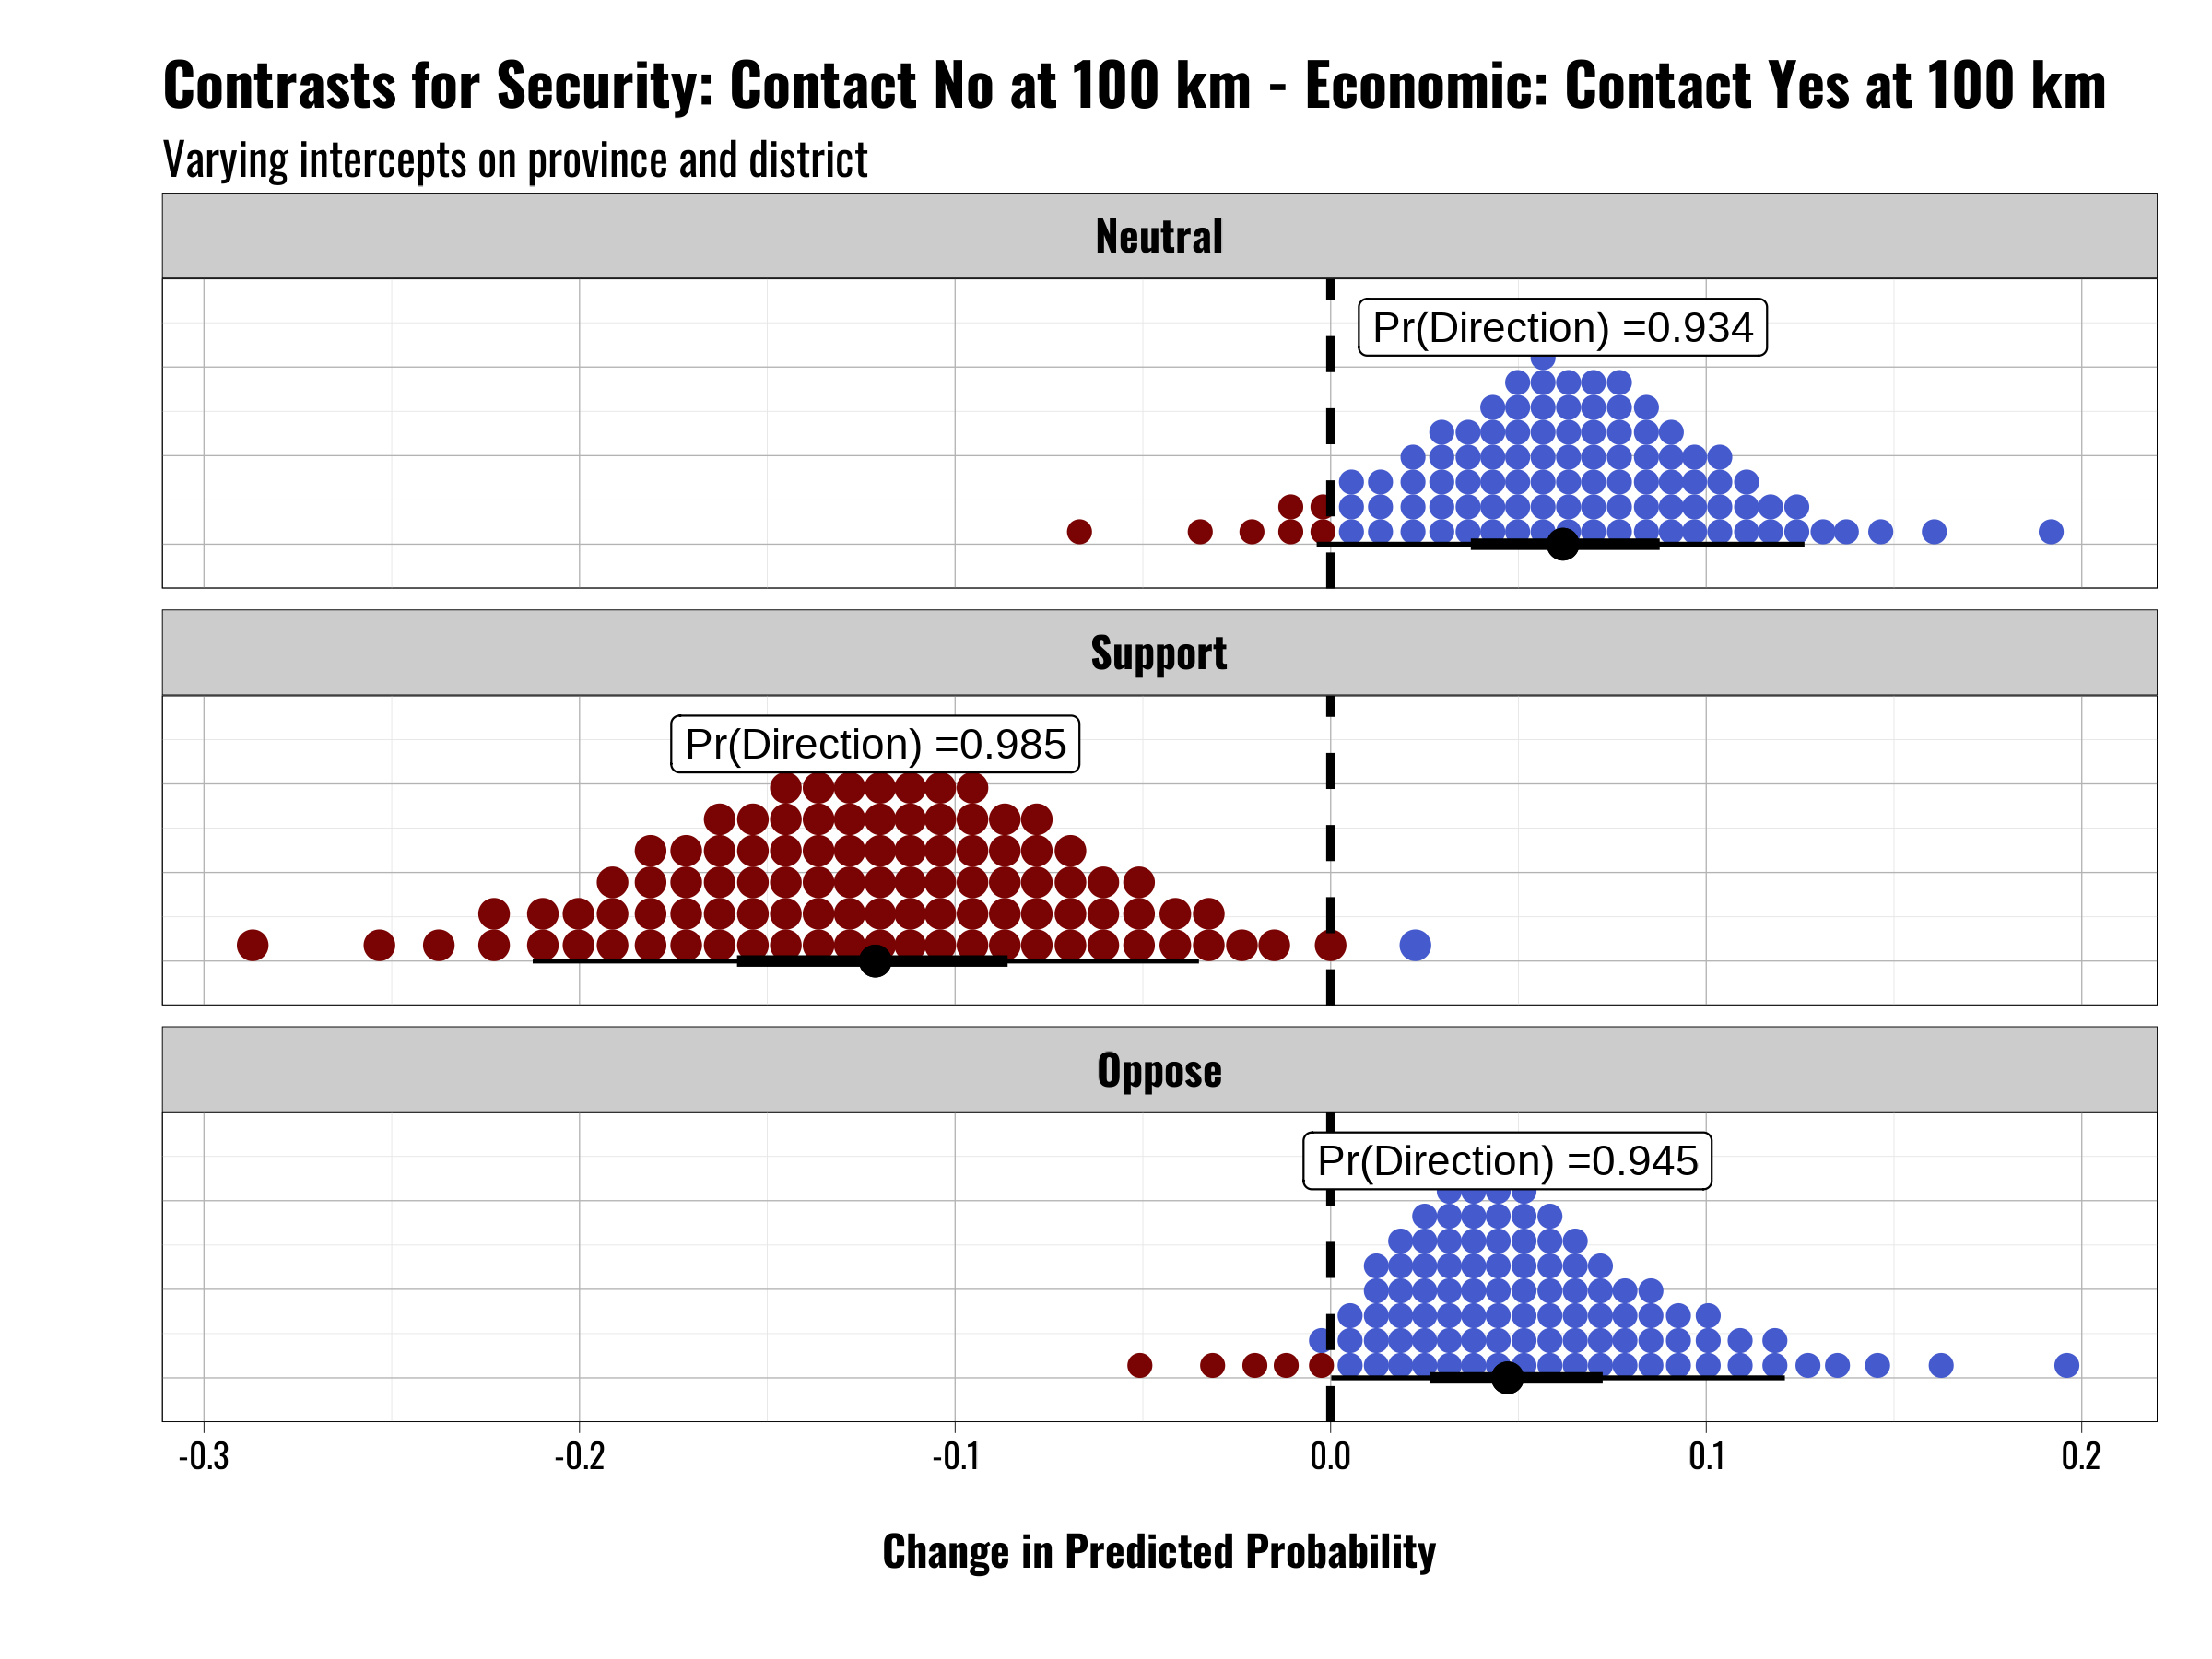 Contrasts for Security: Contact No at 100 km - Economic: Contact Yes at 100 km
Varying intercepts on province and district
Neutral
Pr(Direction) =0.934
Support
Pr(Direction) =0.985
Oppose
Pr(Direction) =0.945
-0.3 -0.2 -0.1 0.0 0.1 0.2
Change in Predicted Probability